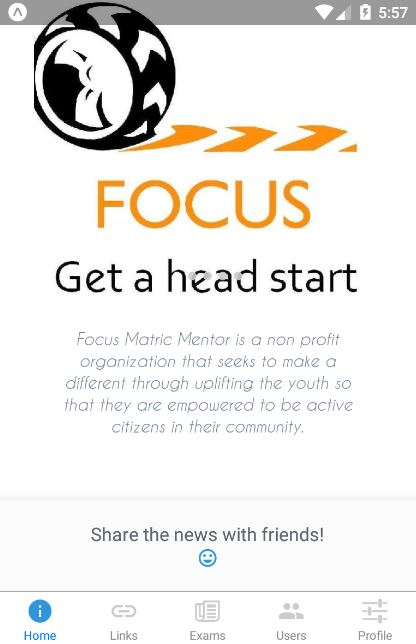 5:57
FOCUS
Get a head start
Focus Matric Mentor is a non profit
organization that seeks to make a
different through uplifting the youth so
that they are empowered to be active
citizens in their community.
Share the news with friends!
Home Links Exams Users Profile